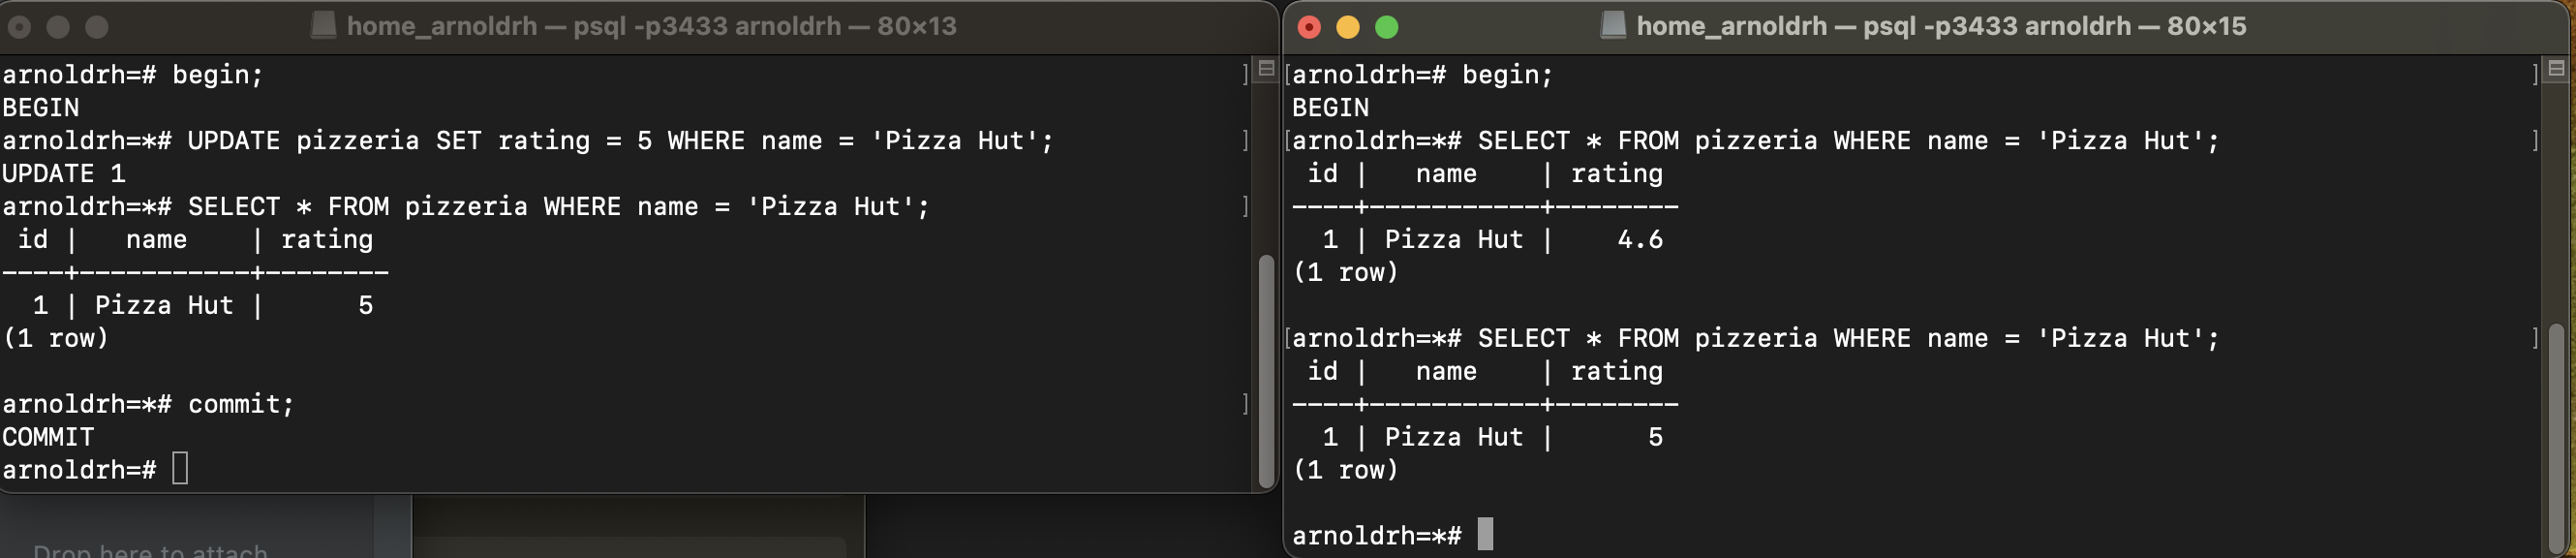 home_arnoldrh — psql -p3433 arnoldrh — 80×13
arnoldrh=# begin;
BEGIN
arnoldrh=*# UPDATE pizzeria SET rating = 5 WHERE name = 'Pizza Hut';
UPDATE 1
arnoldrh=*# SELECT * FROM pizzeria WHERE name = 'Pizza Hut';
 id |   name    | rating
----+-----------+--------
  1 | Pizza Hut |      5
(1 row)

arnoldrh=*# commit;
COMMIT
arnoldrh=#
Drop here to attach
home_arnoldrh — psql -p3433 arnoldrh — 80×15
[arnoldrh=# begin;
BEGIN
[arnoldrh=*# SELECT * FROM pizzeria WHERE name = 'Pizza Hut';
 id |   name    | rating
----+-----------+--------
  1 | Pizza Hut |    4.6
(1 row)

[arnoldrh=*# SELECT * FROM pizzeria WHERE name = 'Pizza Hut';
 id |   name    | rating
----+-----------+--------
  1 | Pizza Hut |      5
(1 row)

arnoldrh=*#